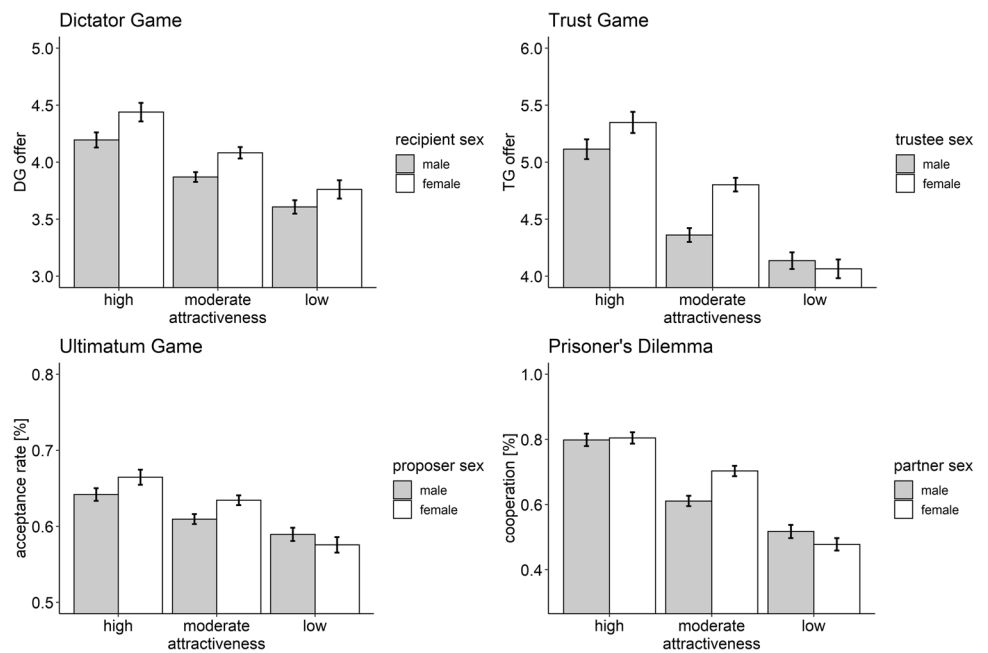 Dictator Game
5.0
4.5
4.0
3.5
3.0
DG offer
high moderate low
attractiveness
recipient sex
male
female
Trust Game
6.0
5.5
5.0
4.5
4.0
TG offer
high moderate low
attractiveness
trustee sex
male
female
Ultimatum Game
0.8
0.7
0.6
0.5
acceptance rate [%]
high moderate low
attractiveness
proposer sex
male
female
Prisoner's Dilemma
1.0
0.8
0.6
0.4
cooperation [%]
high moderate low
attractiveness
partner sex
male
female